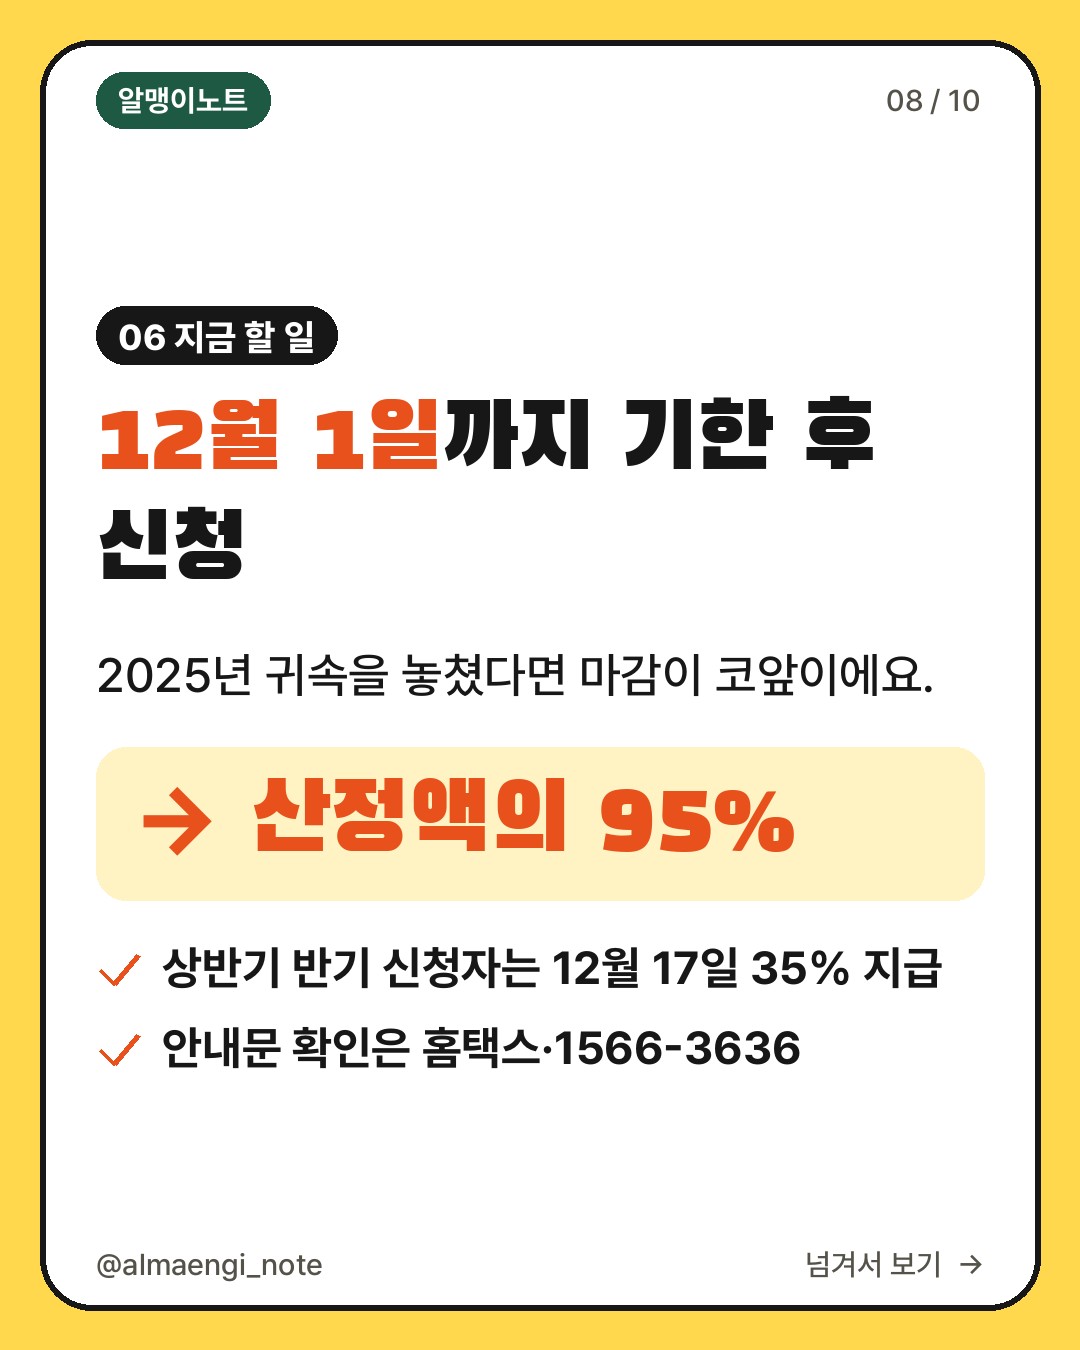 알맹이노트
08 / 10
06 지금 할 일
12월 1일까지 기한 후
신청
2025년 귀속을 놓쳤다면 마감이 코앞이에요.
→ 산정액의 95%
✓ 상반기 반기 신청자는 12월 17일 35% 지급
✓ 안내문 확인은 홈택스·1566-3636
@almaengi_note
넘겨서 보기 →